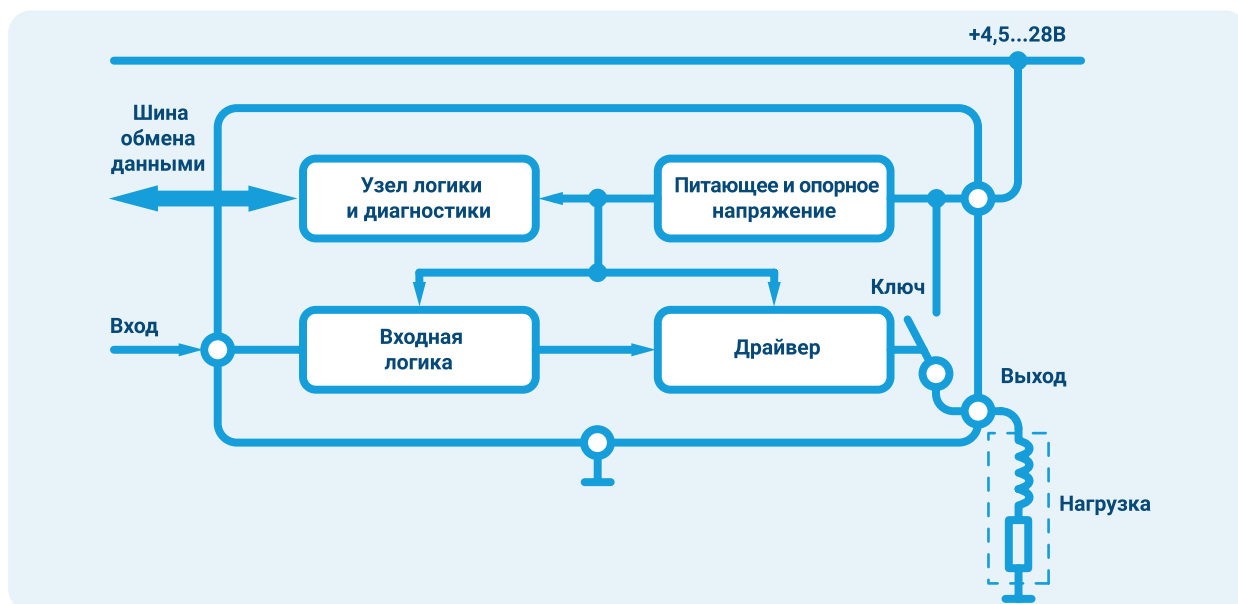 +4,5...28В
Шина
обмена
данными
Узел логики
и диагностики
Питающее и опорное
напряжение
Ключ
Вход
Входная
логика
Драйвер
Выход
Нагрузка